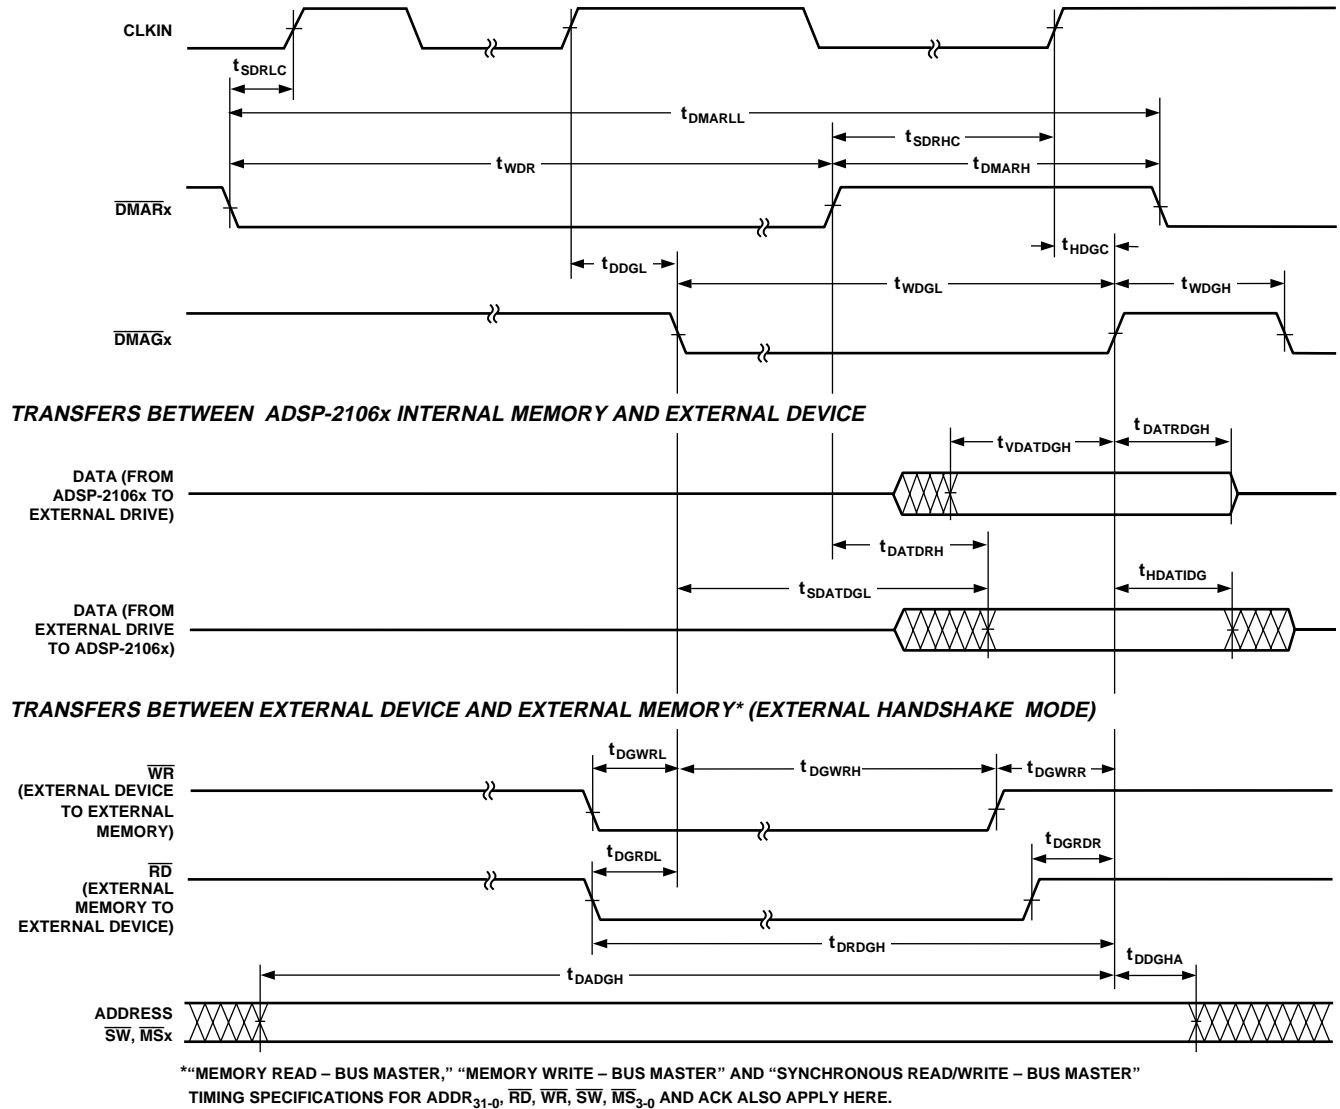 CLKIN
tSDRLC
tDMARLL
tSDRHC
tWDR
tDMARH
DMARx
tHDGC
tDDGL
tWDGL
tWDGH
DMAGx
TRANSFERS BETWEEN ADSP-2106x INTERNAL MEMORY AND EXTERNAL DEVICE
tDATRDGH
tVDATDGH
DATA (FROM
ADSP-2106x TO
EXTERNAL DRIVE)
tDATDRH
tHDATIDG
tSDATDGL
DATA (FROM
EXTERNAL DRIVE
TO ADSP-2106x)
TRANSFERS BETWEEN EXTERNAL DEVICE AND EXTERNAL MEMORY* (EXTERNAL HANDSHAKE MODE)
tDGWRL
tDGWRH
tDGWRR
WR
(EXTERNAL DEVICE
TO EXTERNAL
MEMORY)
tDGRDR
tDGRDL
RD
(EXTERNAL
MEMORY TO
EXTERNAL DEVICE)
tDRDGH
tDADGH
tDDGHA
ADDRESS
SW, MSx
*“MEMORY READ – BUS MASTER,” “MEMORY WRITE – BUS MASTER” AND “SYNCHRONOUS READ/WRITE – BUS MASTER”
TIMING SPECIFICATIONS FOR ADDR31-0, RD, WR, SW, MS3-0 AND ACK ALSO APPLY HERE.